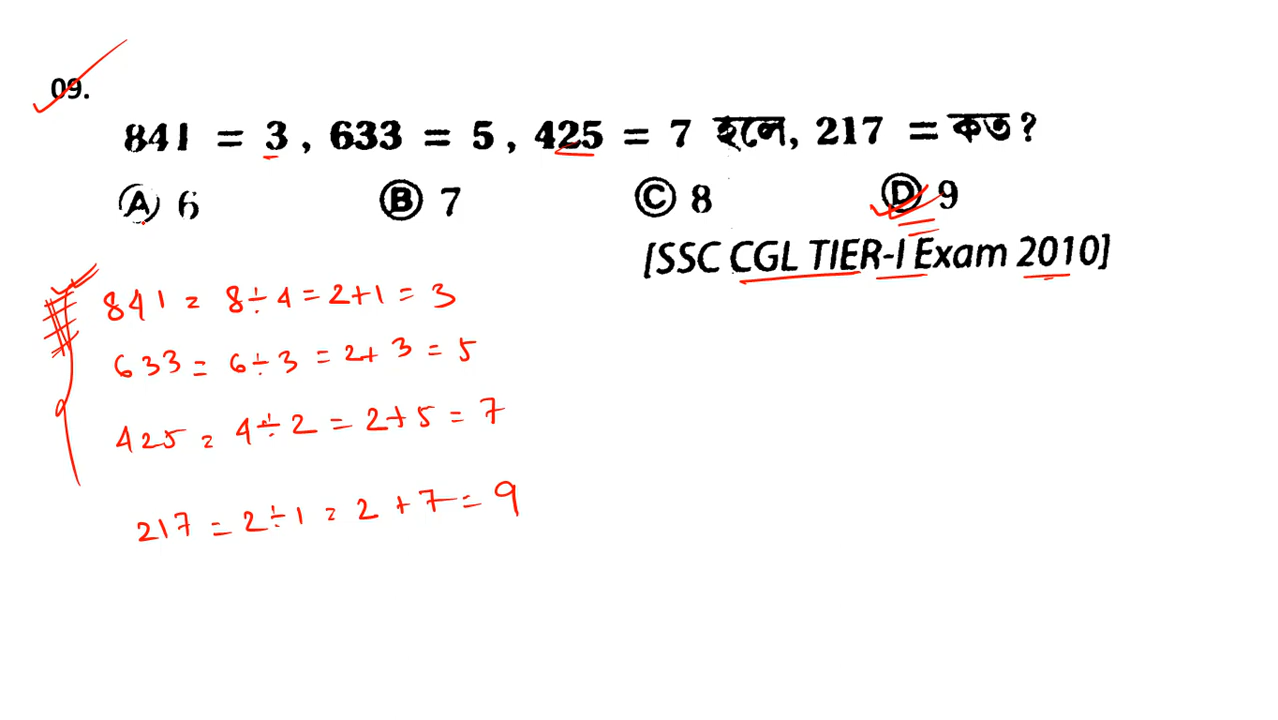 09.
841 = 3, 633 = 5, 425 = 7 হলে, 217 = কত?
Ⓐ 6 Ⓑ 7 Ⓒ 8 Ⓓ 9
[SSC CGL TIER-I Exam 2010]
841 = 8÷4 = 2+1 = 3
633 = 6÷3 = 2+3 = 5
425 = 4÷2 = 2+5 = 7
217 = 2÷1 = 2+7 = 9